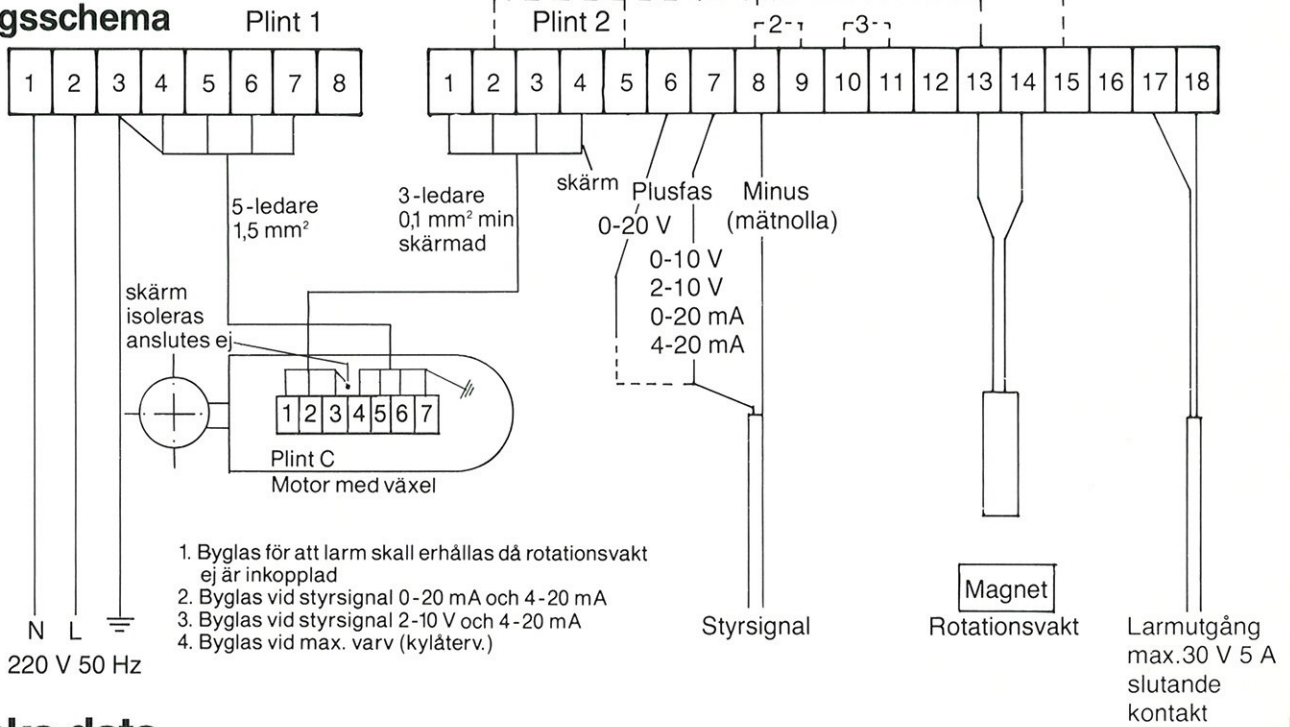 gsschema
Plint 1
Plint 2
2
3
1 2 3 4 5 6 7 8
1 2 3 4 5 6 7 8 9 10 11 12 13 14 15 16 17 18
5-ledare
1,5 mm²
3-ledare
0,1 mm² min
skärmad
skärm
Plusfas
0-20 V
0-10 V
2-10 V
0-20 mA
4-20 mA
Minus
(mätnolla)
skärm
isoleras
anslutes ej
1 2 3 4 5 6 7
Plint C
Motor med växel
1. Byglas för att larm skall erhållas då rotationsvakt
ej är inkopplad
2. Byglas vid styrsignal 0-20 mA och 4-20 mA
3. Byglas vid styrsignal 2-10 V och 4-20 mA
4. Byglas vid max. varv (kylåterv.)
N L
220 V 50 Hz
Styrsignal
Magnet
Rotationsvakt
Larmutgång
max.30 V 5 A
slutande
kontakt